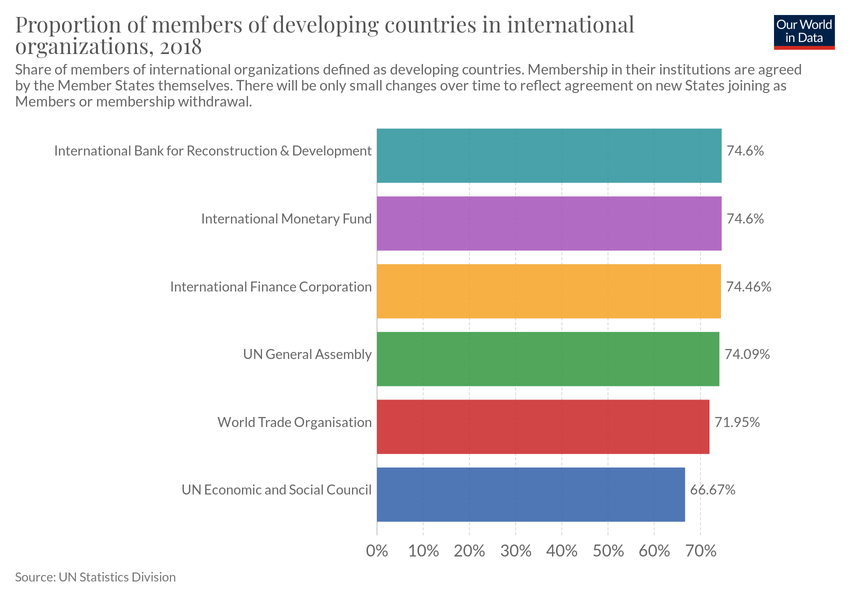 Proportion of members of developing countries in international
organizations, 2018
Our World
in Data
Share of members of international organizations defined as developing countries. Membership in their institutions are agreed
by the Member States themselves. There will be only small changes over time to reflect agreement on new States joining as
Members or membership withdrawal.
International Bank for Reconstruction & Development 74.6%
International Monetary Fund 74.6%
International Finance Corporation 74.46%
UN General Assembly 74.09%
World Trade Organisation 71.95%
UN Economic and Social Council 66.67%
0% 10% 20% 30% 40% 50% 60% 70%
Source: UN Statistics Division